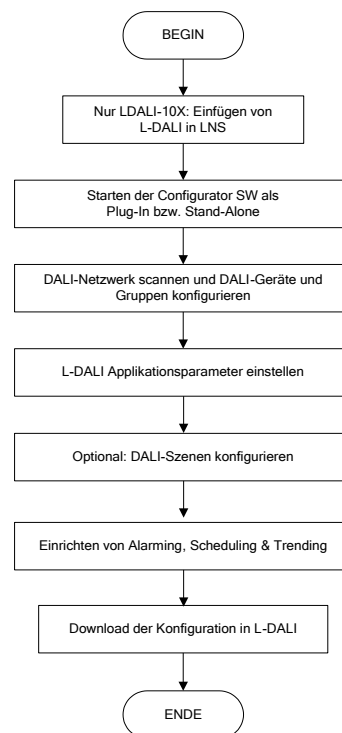 BEGIN
Nur LDALI-10X: Einfügen von
L-DALI in LNS
Starten der Configurator SW als
Plug-In bzw. Stand-Alone
DALI-Netzwerk scannen und DALI-Geräte und
Gruppen konfigurieren
L-DALI Applikationsparameter einstellen
Optional: DALI-Szenen konfigurieren
Einrichten von Alarming, Scheduling & Trending
Download der Konfiguration in L-DALI
ENDE